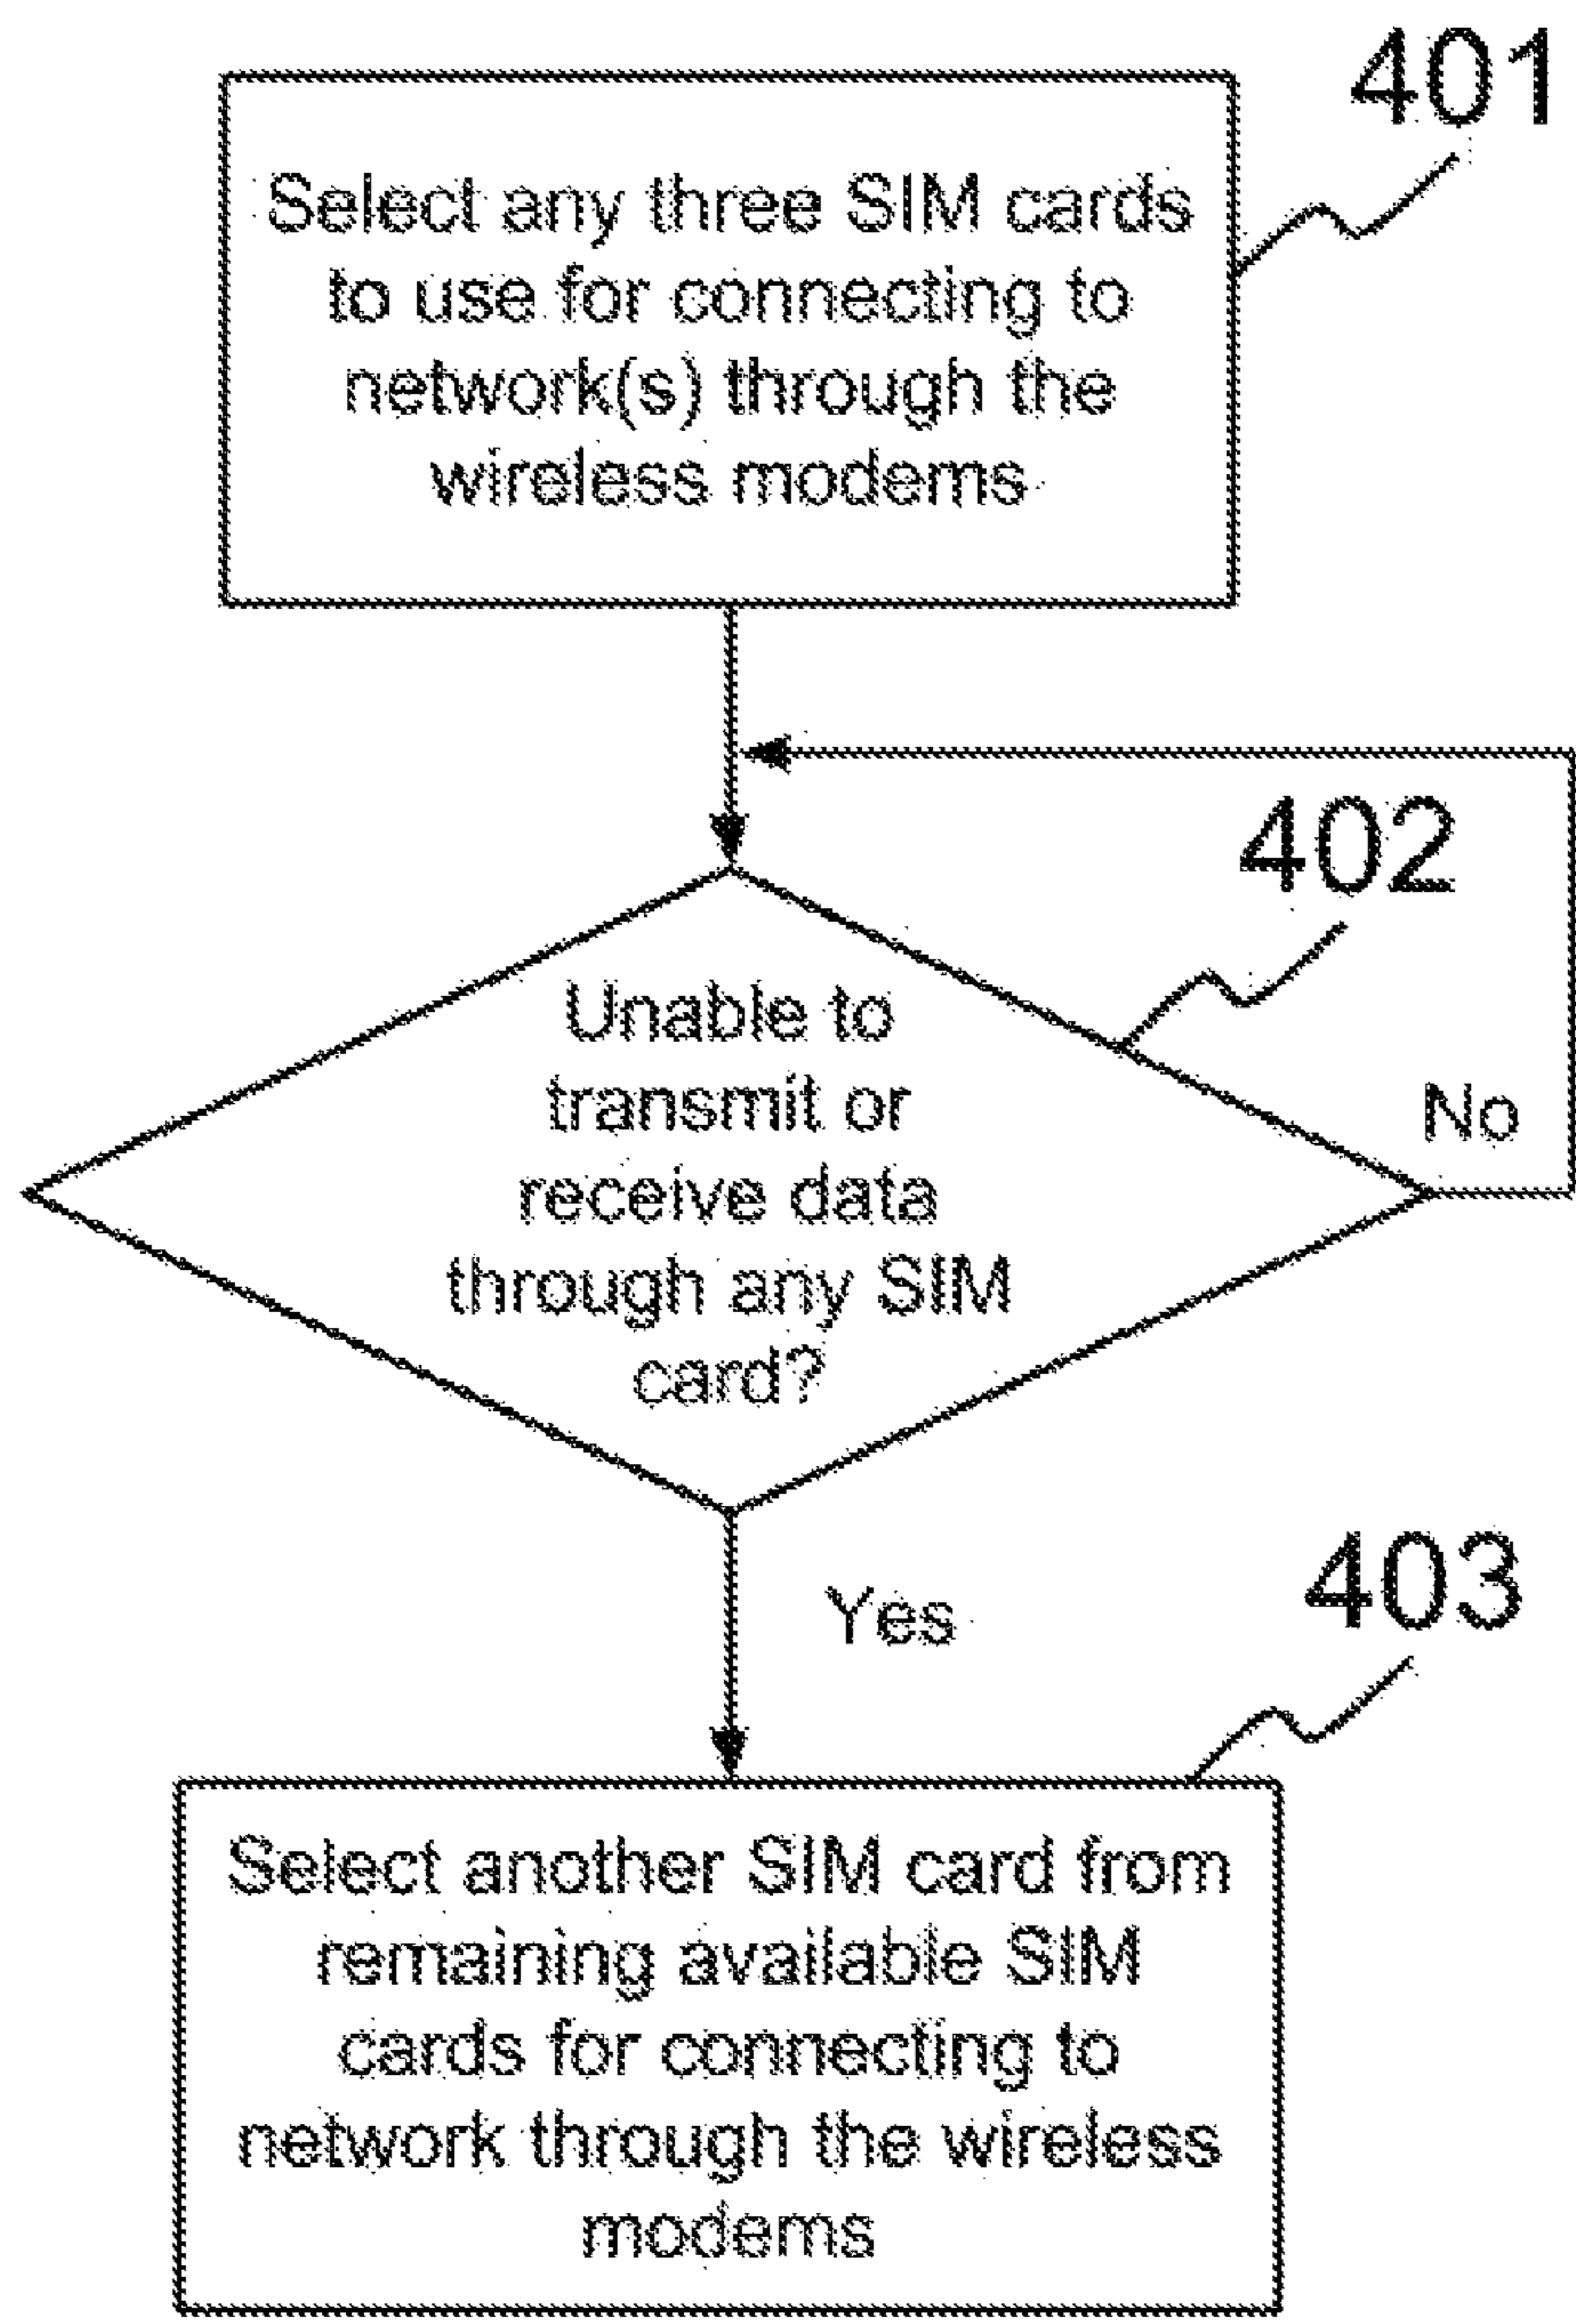 401
Select any three SIM cards
to use for connecting to
network(s) through the
wireless modems
402
Unable to
transmit or
receive data
through any SIM
card?
No
Yes
403
Select another SIM card from
remaining available SIM
cards for connecting to
network through the wireless
modems